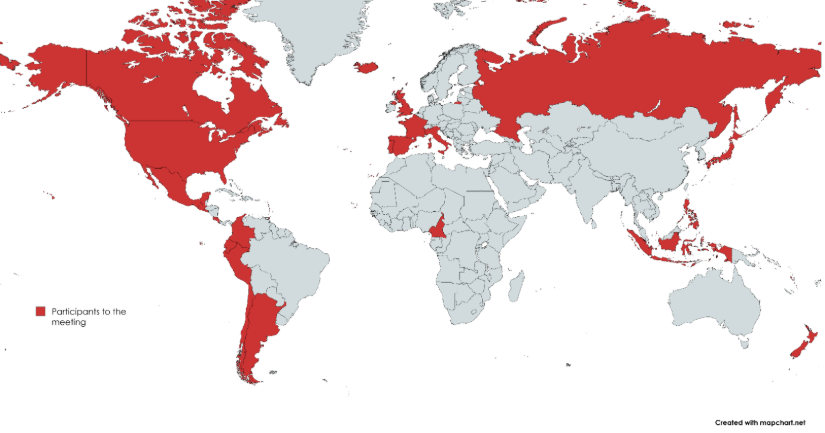 Participants to the
meeting
Created with mapchart.net